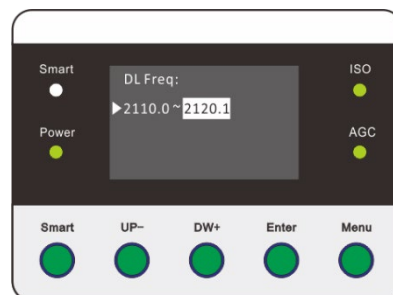 Smart
ISO
DL Freq:
▶2110.0~2120.1
Power
AGC
Smart UP− DW+ Enter Menu